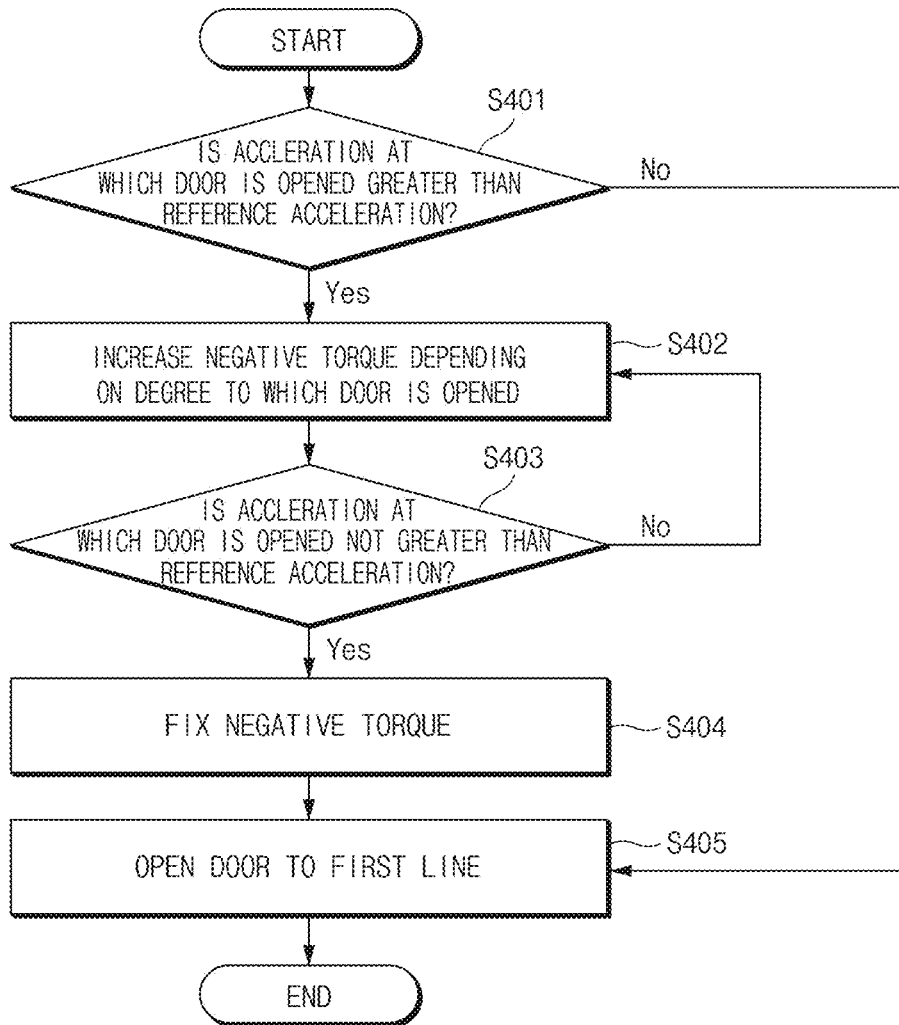 START
S401
IS ACCLERATION AT
WHICH DOOR IS OPENED GREATER THAN
REFERENCE ACCELERATION?
No
Yes
S402
INCREASE NEGATIVE TORQUE DEPENDING
ON DEGREE TO WHICH DOOR IS OPENED
S403
IS ACCLERATION AT
WHICH DOOR IS OPENED NOT GREATER THAN
REFERENCE ACCELERATION?
No
Yes
FIX NEGATIVE TORQUE
S404
S405
OPEN DOOR TO FIRST LINE
END